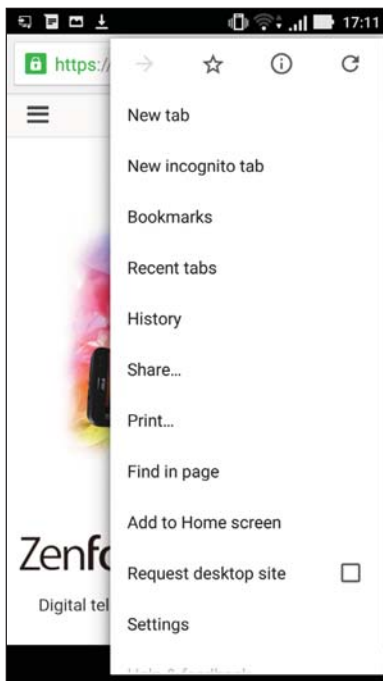 17:11
https://
New tab
New incognito tab
Bookmarks
Recent tabs
History
Share...
Print...
Find in page
Add to Home screen
Zenf
Request desktop site
Digital tel
Settings